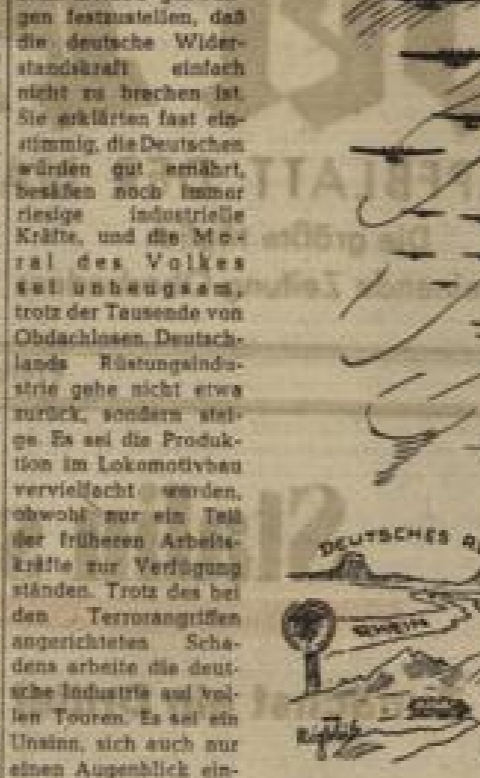 gen festzustellen, daß
die deutsche Wider-
standskraft einfach
nicht zu brechen ist.
Sie erklärten fast ein-
stimmig, die Deutschen
würden gut ernährt,
besäßen noch immer
riesige industrielle
Kräfte, und die Mo-
ral des Volkes
sei unbeugsam,
trotz der Tausende von
Obdachlosen. Deutsch-
lands Rüstungsindu-
strie gehe nicht etwa
zurück, sondern stei-
ge. Es sei die Produk-
tion im Lokomotivbau
vervielfacht worden,
obwohl nur ein Teil
der früheren Arbeits-
kräfte zur Verfügung
ständen. Trotz des bei
den Terrorangriffen
angerichteten Scha-
dens arbeite die deut-
sche Industrie auf vol-
len Touren. Es sei ein
Unsinn, sich auch nur
einen Augenblick ein-
DEUTSCHES RE
RHEIN